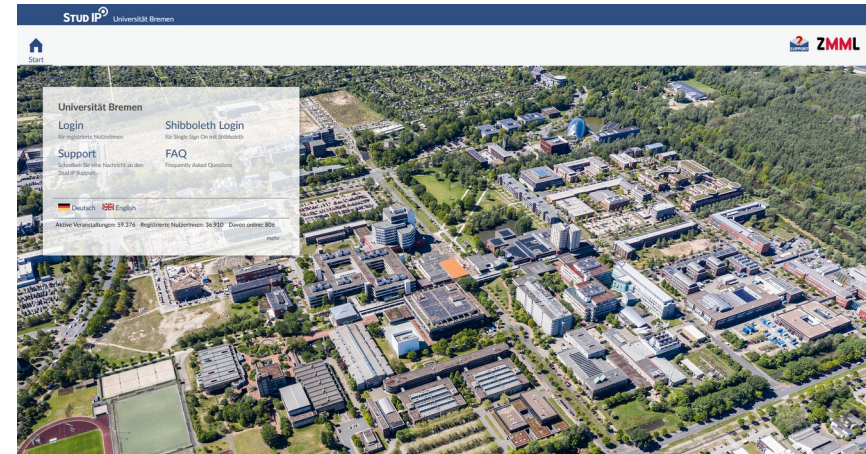 STUD IP Universität Bremen
Start
SUPPORT
ZMML
Universität Bremen
Login
für registrierte NutzerInnen
Shibboleth Login
für Single Sign On mit Shibboleth
Support
Schreiben Sie eine Nachricht an den
Stud.IP Support.
FAQ
Frequently Asked Questions
Deutsch English
Aktive Veranstaltungen: 59.376 Registrierte NutzerInnen: 36.910 Davon online: 806
mehr